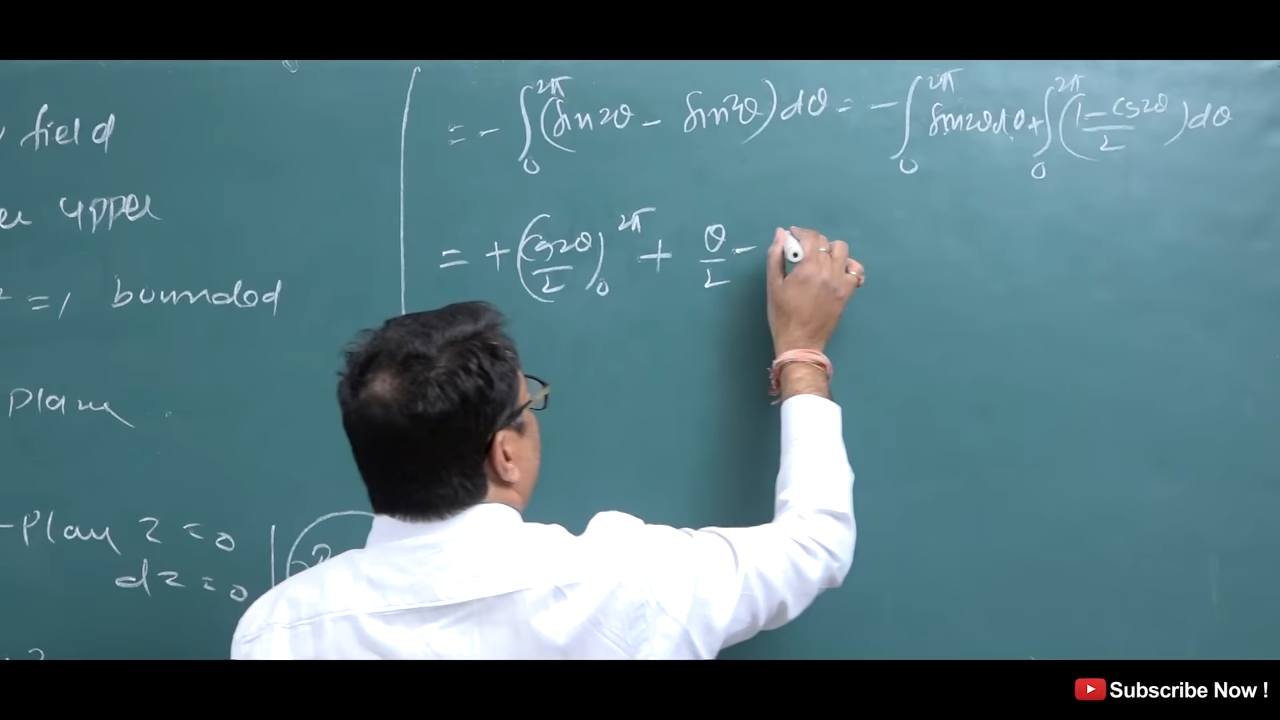 field
upper
= 1 bounded
Plane
-Plan z = 0
dz = 0
= - ∫₀^2π (sin2θ - sin²θ) dθ = - ∫₀^2π sin2θ dθ + ∫₀^2π (1 - cos2θ / 2) dθ
= + (cos2θ / 2)₀^2π + θ/2 -
Subscribe Now !